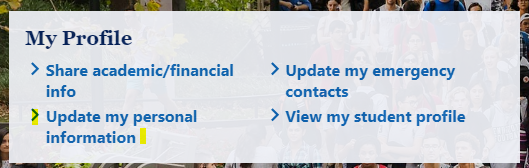 My Profile
Share academic/financial
info
Update my personal
information
Update my emergency
contacts
View my student profile